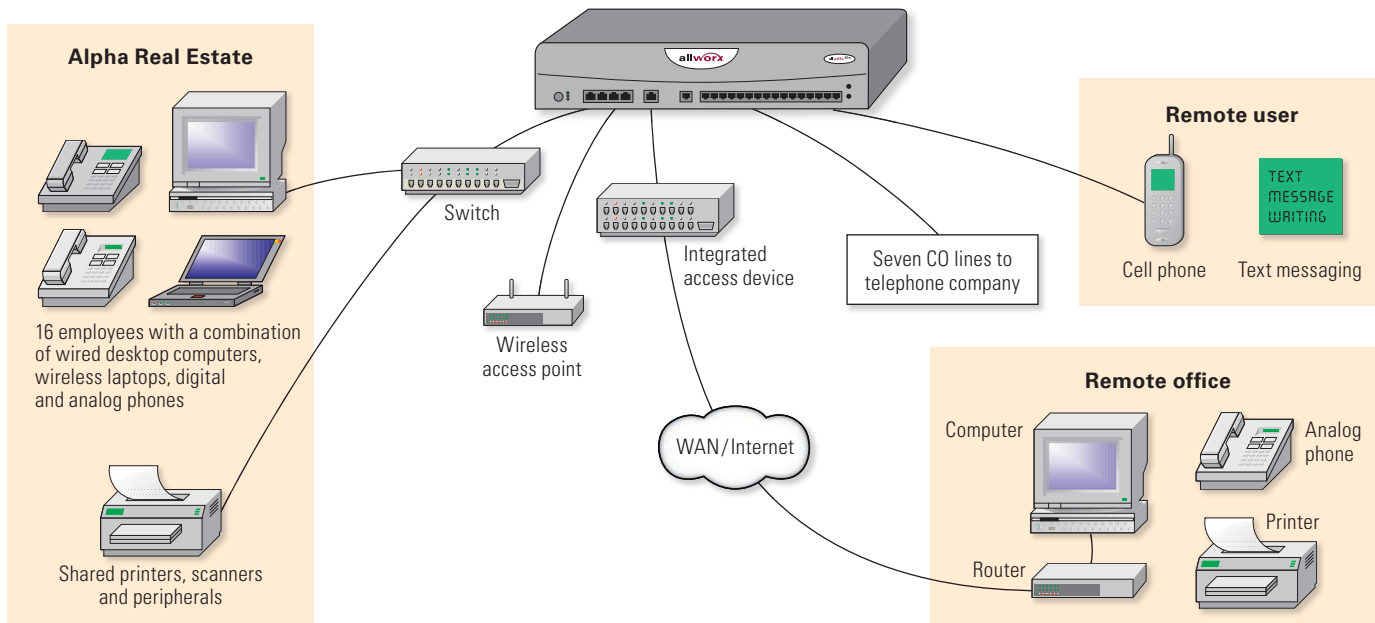 Alpha Real Estate
16 employees with a combination
of wired desktop computers,
wireless laptops, digital
and analog phones
Shared printers, scanners
and peripherals
allworx
Switch
Wireless
access point
Integrated
access device
WAN/Internet
Seven CO lines to
telephone company
Remote user
TEXT
MESSAGE
WAITING
Cell phone
Text messaging
Remote office
Computer
Analog
phone
Printer
Router